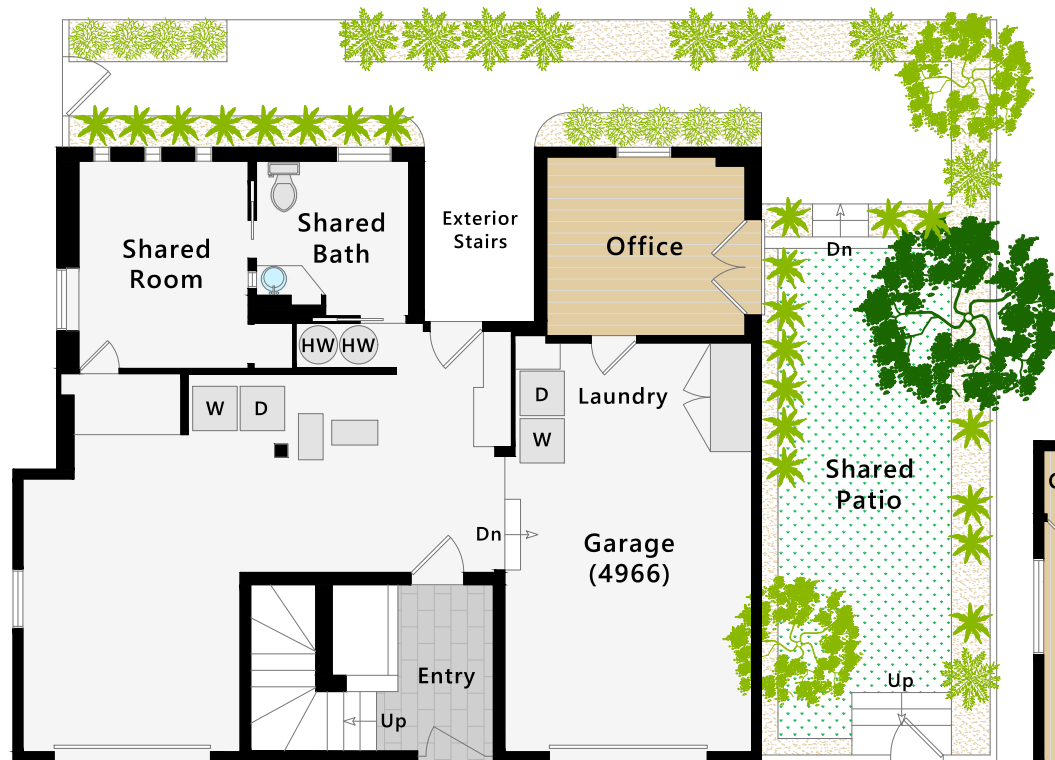 Shared
Room
Shared
Bath
Exterior
Stairs
Office
Dn
HW
HW
W
D
D
W
Laundry
Shared
Patio
Dn
Garage
(4966)
Entry
Up
Up